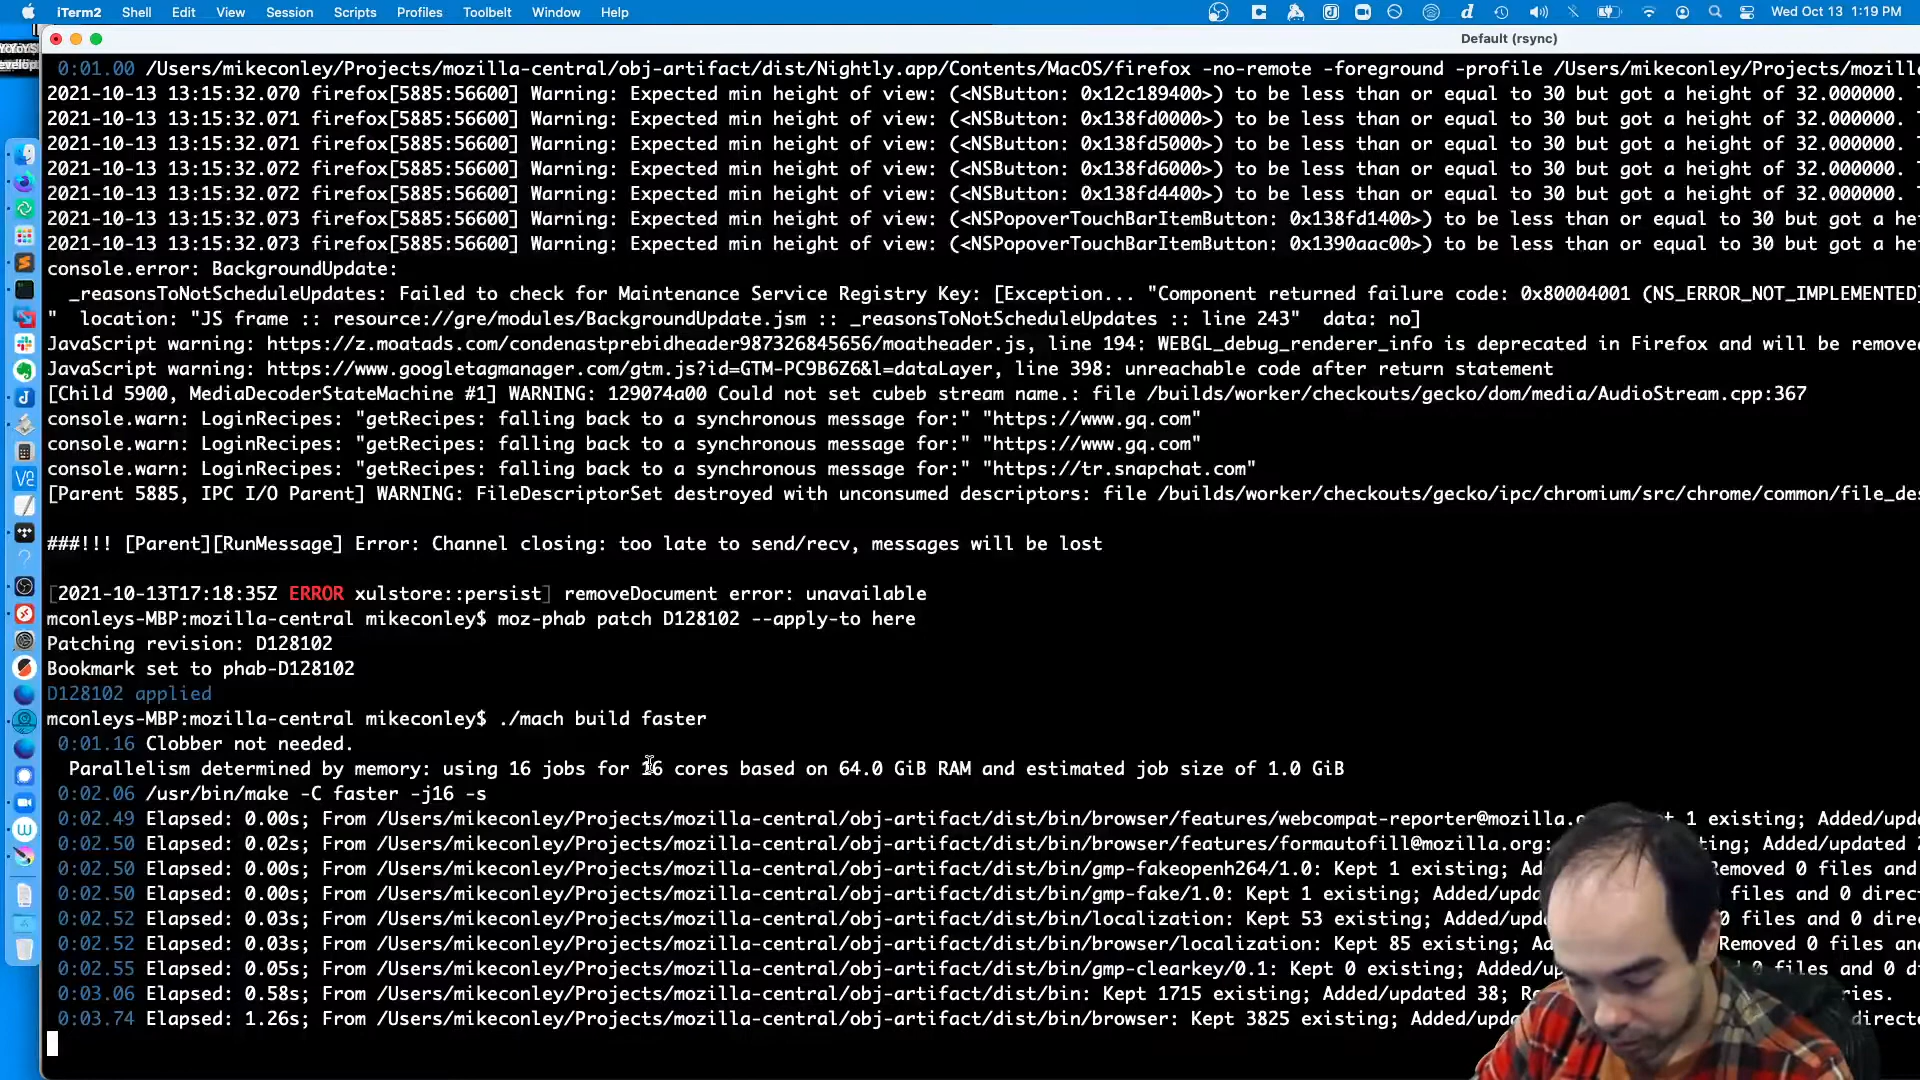 iTerm2 Shell Edit View Session Scripts Profiles Toolbelt Window Help Wed Oct 13 1:19 PM
Default (rsync)
0:01.00 /Users/mikeconley/Projects/mozilla-central/obj-artifact/dist/Nightly.app/Contents/MacOS/firefox -no-remote -foreground -profile /Users/mikeconley/Projects/mozill
2021-10-13 13:15:32.070 firefox[5885:56600] Warning: Expected min height of view: (<NSButton: 0x12c189400>) to be less than or equal to 30 but got a height of 32.000000.
2021-10-13 13:15:32.071 firefox[5885:56600] Warning: Expected min height of view: (<NSButton: 0x138fd0000>) to be less than or equal to 30 but got a height of 32.000000.
2021-10-13 13:15:32.071 firefox[5885:56600] Warning: Expected min height of view: (<NSButton: 0x138fd5000>) to be less than or equal to 30 but got a height of 32.000000.
2021-10-13 13:15:32.072 firefox[5885:56600] Warning: Expected min height of view: (<NSButton: 0x138fd6000>) to be less than or equal to 30 but got a height of 32.000000.
2021-10-13 13:15:32.072 firefox[5885:56600] Warning: Expected min height of view: (<NSButton: 0x138fd4400>) to be less than or equal to 30 but got a height of 32.000000.
2021-10-13 13:15:32.073 firefox[5885:56600] Warning: Expected min height of view: (<NSPopoverTouchBarItemButton: 0x138fd1400>) to be less than or equal to 30 but got a he
2021-10-13 13:15:32.073 firefox[5885:56600] Warning: Expected min height of view: (<NSPopoverTouchBarItemButton: 0x1390aac00>) to be less than or equal to 30 but got a he
console.error: BackgroundUpdate:
_reasonsToNotScheduleUpdates: Failed to check for Maintenance Service Registry Key: [Exception... "Component returned failure code: 0x80004001 (NS_ERROR_NOT_IMPLEMENTED)
" location: "JS frame :: resource://gre/modules/BackgroundUpdate.jsm :: _reasonsToNotScheduleUpdates :: line 243" data: no]
JavaScript warning: https://z.moatads.com/condenastprebidheader987326845656/moatheader.js, line 194: WEBGL_debug_renderer_info is deprecated in Firefox and will be remove
JavaScript warning: https://www.googletagmanager.com/gtm.js?id=GTM-PC9B6Z6&l=dataLayer, line 398: unreachable code after return statement
[Child 5900, MediaDecoderStateMachine #1] WARNING: 129074a00 Could not set cubeb stream name.: file /builds/worker/checkouts/gecko/dom/media/AudioStream.cpp:367
console.warn: LoginRecipes: "getRecipes: falling back to a synchronous message for:" "https://www.gq.com"
console.warn: LoginRecipes: "getRecipes: falling back to a synchronous message for:" "https://www.gq.com"
console.warn: LoginRecipes: "getRecipes: falling back to a synchronous message for:" "https://tr.snapchat.com"
[Parent 5885, IPC I/O Parent] WARNING: FileDescriptorSet destroyed with unconsumed descriptors: file /builds/worker/checkouts/gecko/ipc/chromium/src/chrome/common/file_des
###!!! [Parent][RunMessage] Error: Channel closing: too late to send/recv, messages will be lost
[2021-10-13T17:18:35Z ERROR xulstore::persist] removeDocument error: unavailable
mconleys-MBP:mozilla-central mikeconley$ moz-phab patch D128102 --apply-to here
Patching revision: D128102
Bookmark set to phab-D128102
D128102 applied
mconleys-MBP:mozilla-central mikeconley$ ./mach build faster
0:01.16 Clobber not needed.
Parallelism determined by memory: using 16 jobs for 16 cores based on 64.0 GiB RAM and estimated job size of 1.0 GiB
0:02.06 /usr/bin/make -C faster -j16 -s
0:02.49 Elapsed: 0.00s; From /Users/mikeconley/Projects/mozilla-central/obj-artifact/dist/bin/browser/features/webcompat-reporter@mozilla.o t 1 existing; Added/upd
0:02.50 Elapsed: 0.02s; From /Users/mikeconley/Projects/mozilla-central/obj-artifact/dist/bin/browser/features/formautofill@mozilla.org: ting; Added/updated 2
0:02.50 Elapsed: 0.00s; From /Users/mikeconley/Projects/mozilla-central/obj-artifact/dist/bin/gmp-fakeopenh264/1.0: Kept 1 existing; Ad Removed 0 files and 0
0:02.50 Elapsed: 0.00s; From /Users/mikeconley/Projects/mozilla-central/obj-artifact/dist/bin/gmp-fake/1.0: Kept 1 existing; Added/upda files and 0 direct
0:02.52 Elapsed: 0.03s; From /Users/mikeconley/Projects/mozilla-central/obj-artifact/dist/bin/localization: Kept 53 existing; Added/upd 0 files and 0 direc
0:02.52 Elapsed: 0.03s; From /Users/mikeconley/Projects/mozilla-central/obj-artifact/dist/bin/browser/localization: Kept 85 existing; A Removed 0 files and
0:02.55 Elapsed: 0.05s; From /Users/mikeconley/Projects/mozilla-central/obj-artifact/dist/bin/gmp-clearkey/0.1: Kept 0 existing; Added/u 0 files and 0 d
0:03.06 Elapsed: 0.58s; From /Users/mikeconley/Projects/mozilla-central/obj-artifact/dist/bin: Kept 1715 existing; Added/updated 38; R ries.
0:03.74 Elapsed: 1.26s; From /Users/mikeconley/Projects/mozilla-central/obj-artifact/dist/bin/browser: Kept 3825 existing; Added/upd direct